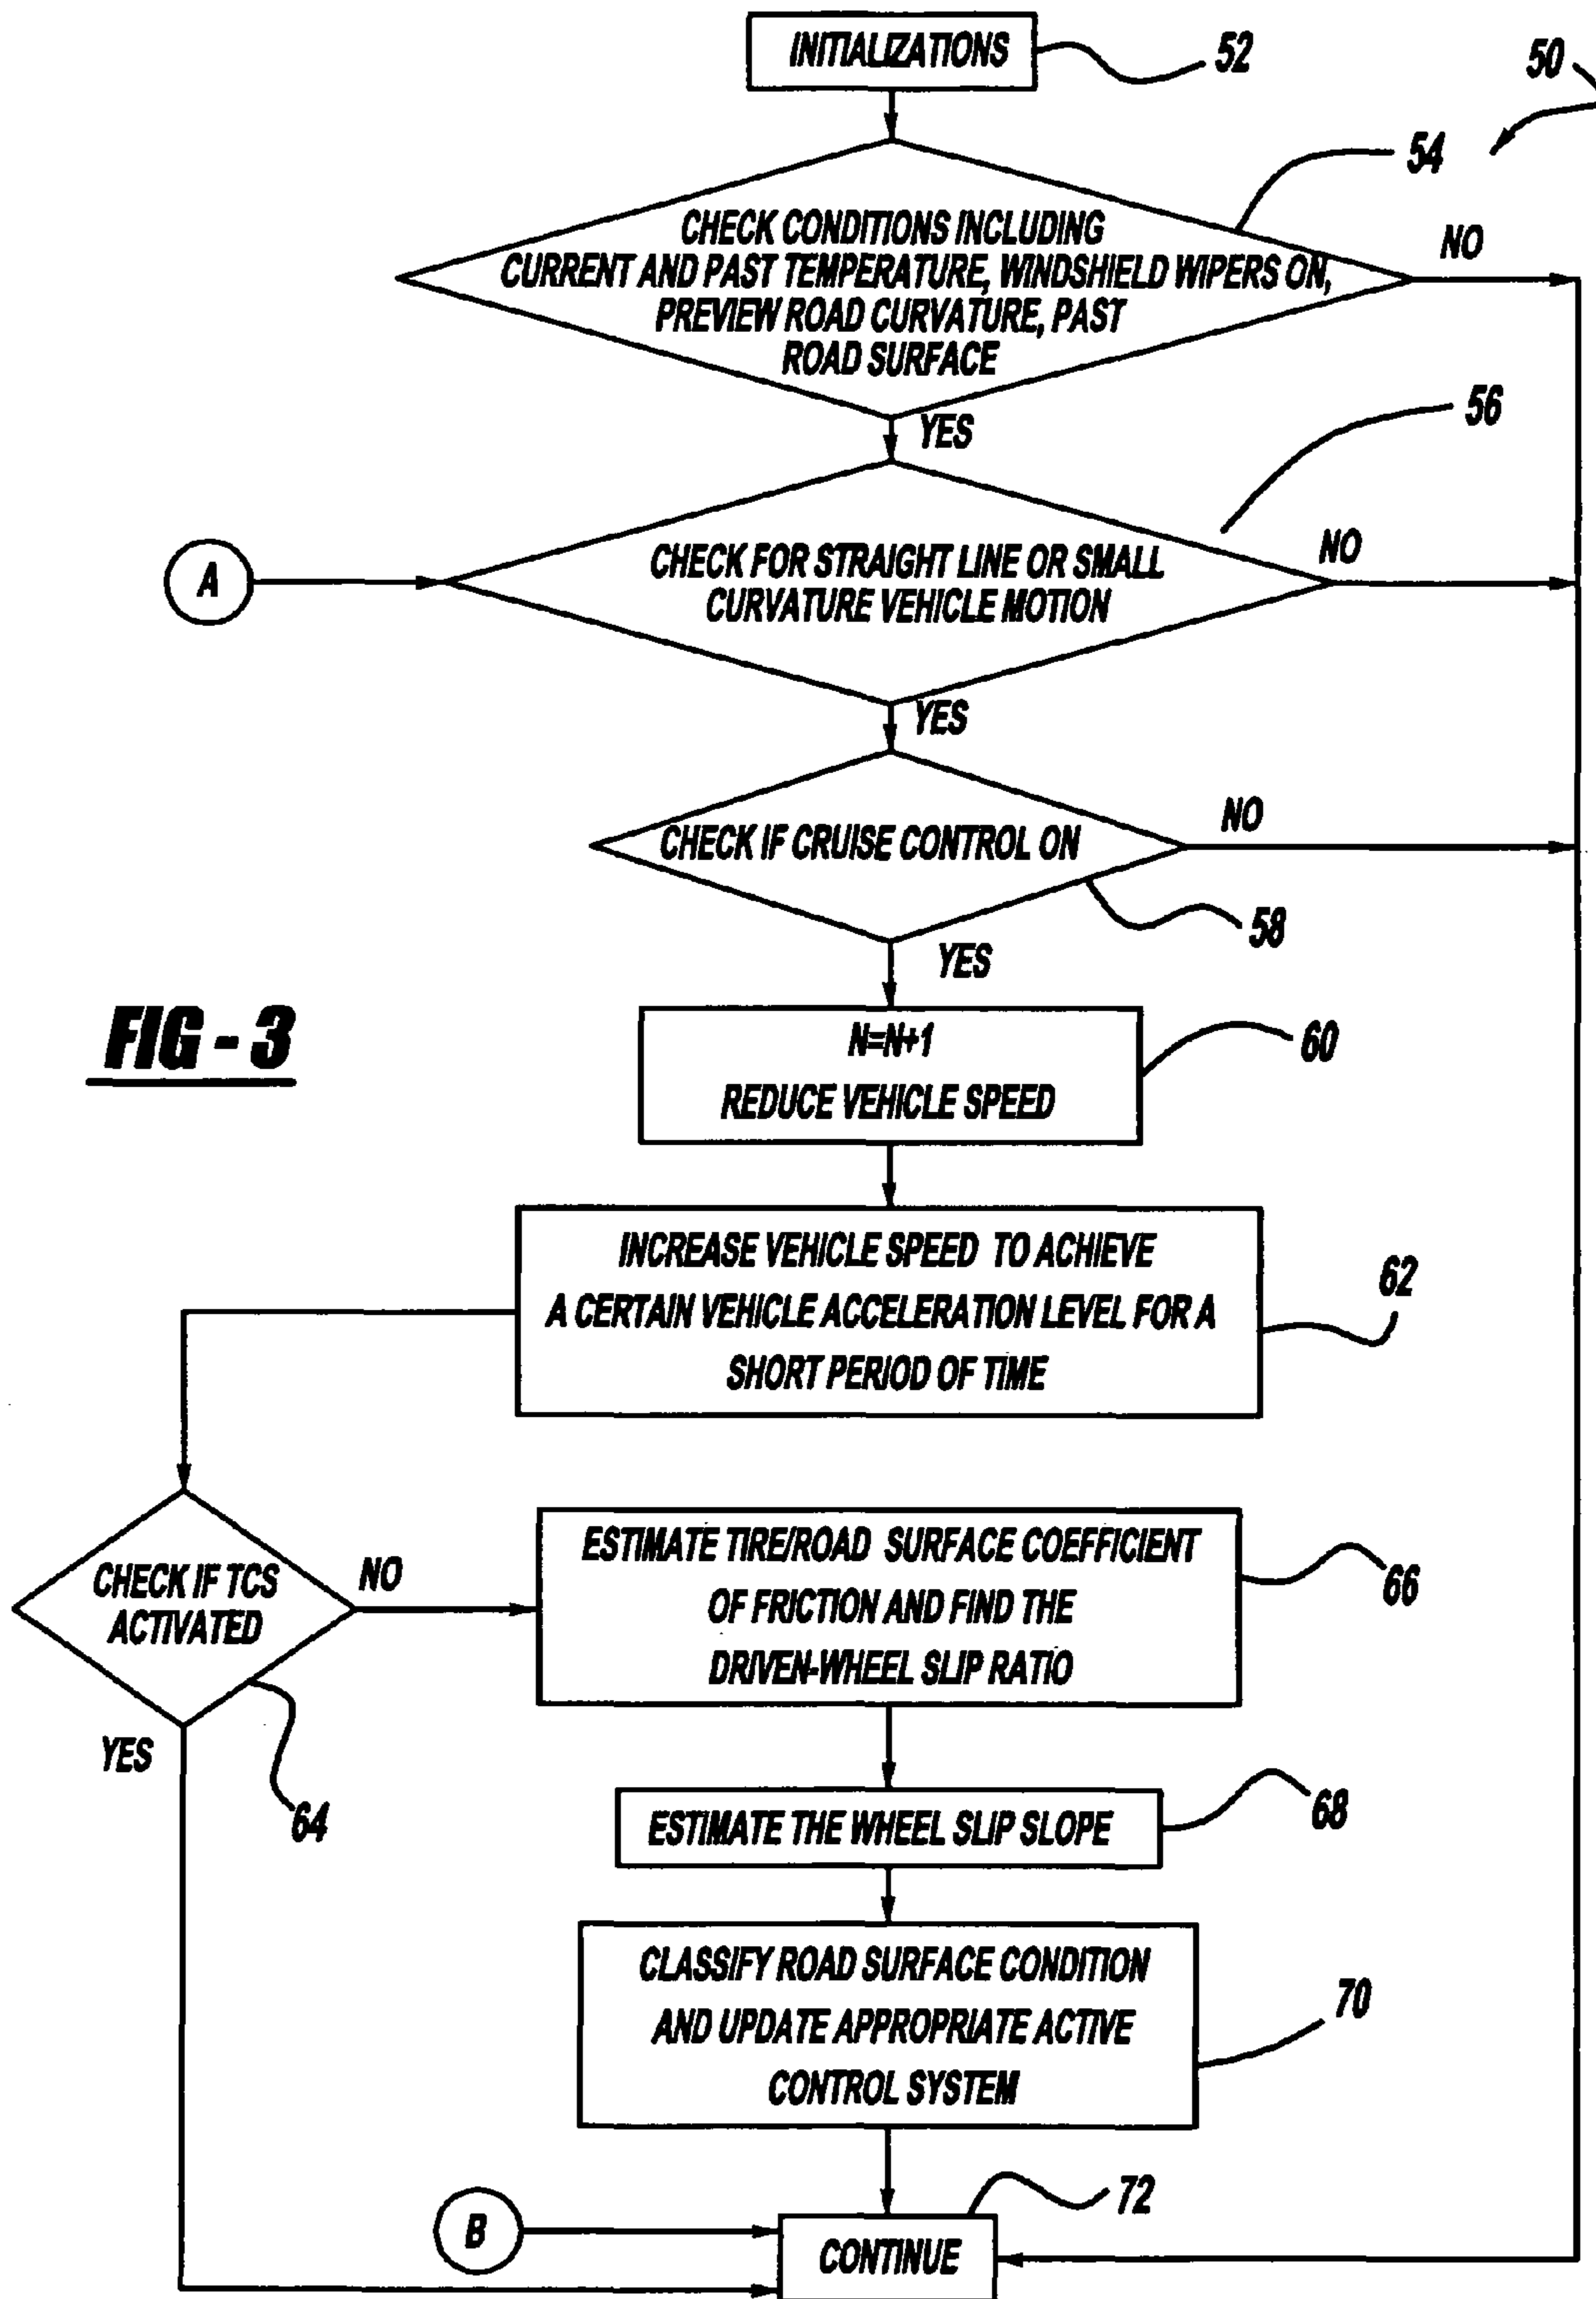 INITIALIZATIONS
52
50
54
CHECK CONDITIONS INCLUDING
CURRENT AND PAST TEMPERATURE, WINDSHIELD WIPERS ON,
PREVIEW ROAD CURVATURE, PAST
ROAD SURFACE
NO
YES
56
A
CHECK FOR STRAIGHT LINE OR SMALL
CURVATURE VEHICLE MOTION
NO
YES
CHECK IF CRUISE CONTROL ON
NO
58
YES
FIG - 3
N=N+1
REDUCE VEHICLE SPEED
60
INCREASE VEHICLE SPEED TO ACHIEVE
A CERTAIN VEHICLE ACCELERATION LEVEL FOR A
SHORT PERIOD OF TIME
62
CHECK IF TCS
ACTIVATED
NO
YES
64
ESTIMATE TIRE/ROAD SURFACE COEFFICIENT
OF FRICTION AND FIND THE
DRIVEN-WHEEL SLIP RATIO
66
ESTIMATE THE WHEEL SLIP SLOPE
68
CLASSIFY ROAD SURFACE CONDITION
AND UPDATE APPROPRIATE ACTIVE
CONTROL SYSTEM
70
B
CONTINUE
72